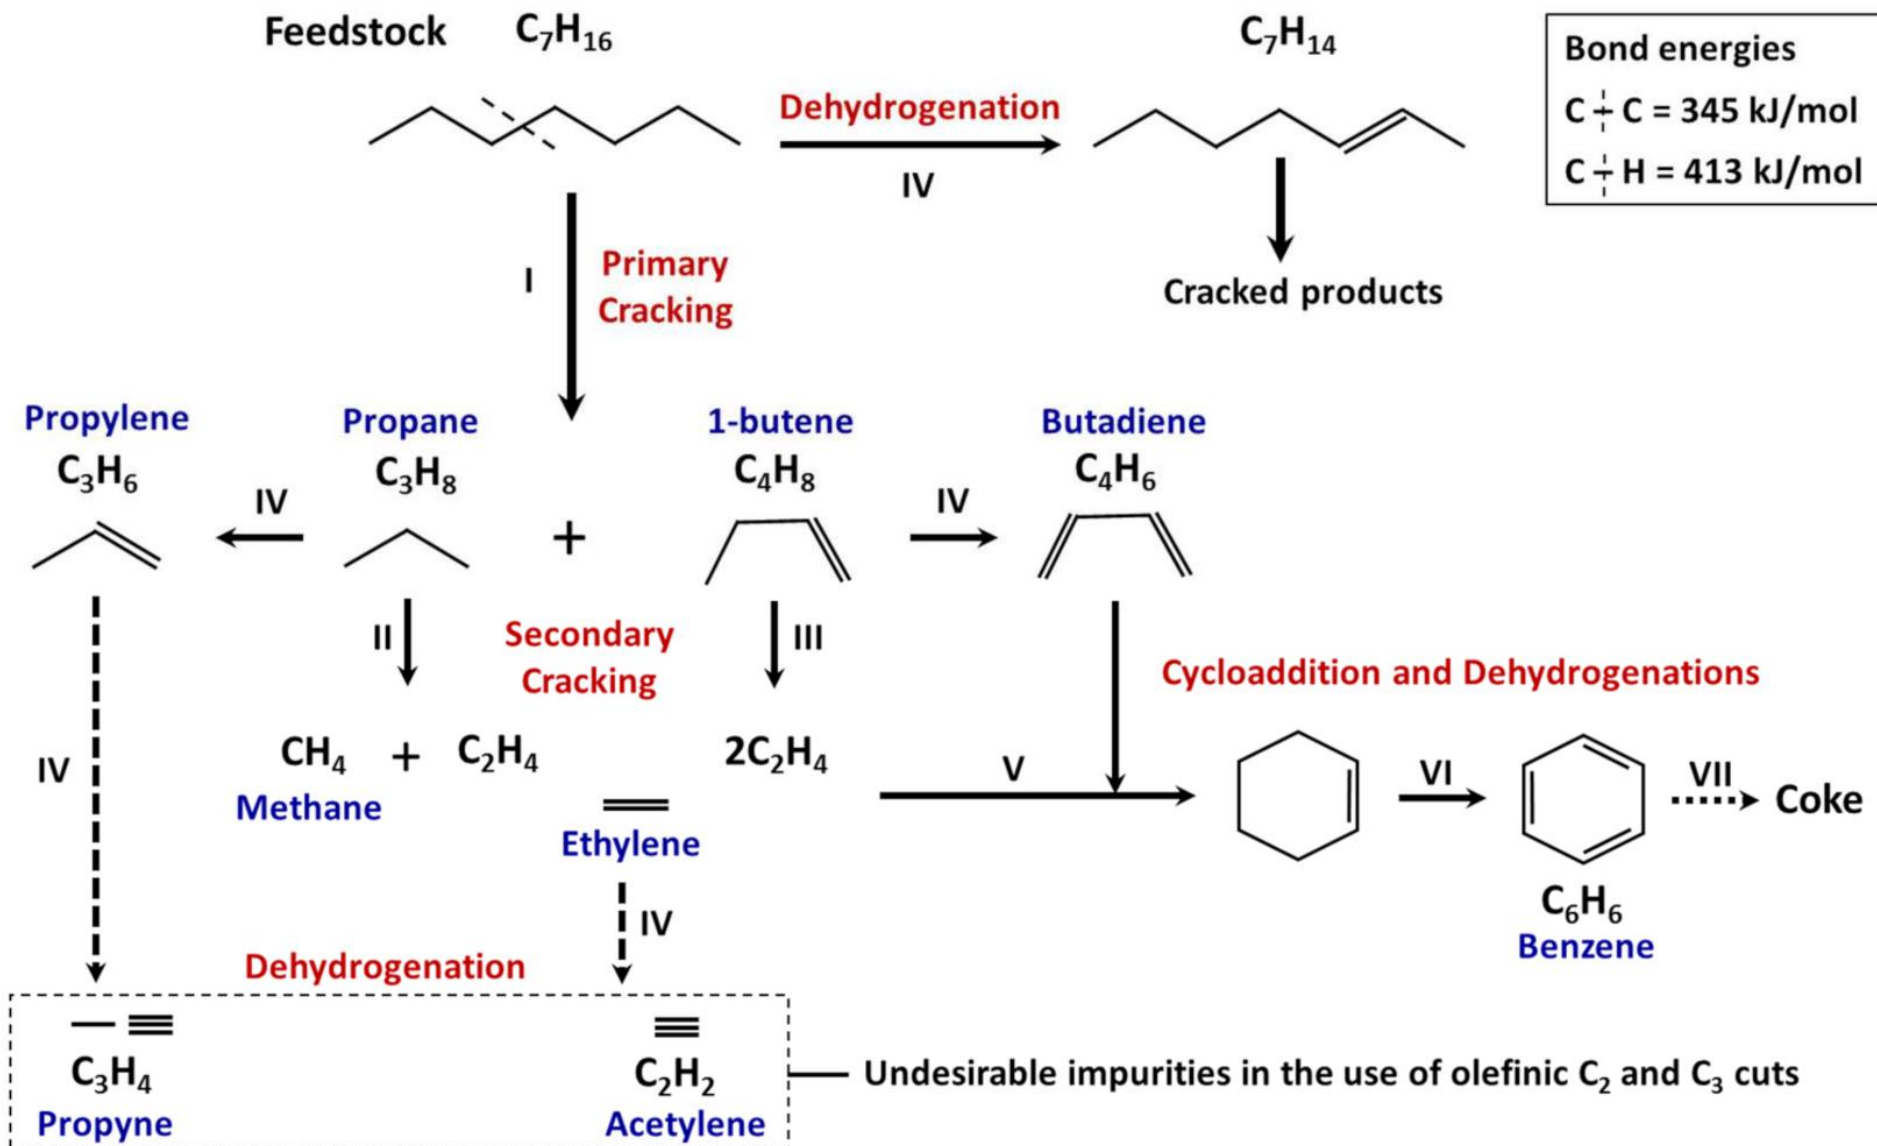 Feedstock C₇H₁₆
C₇H₁₄
Bond energies
C C = 345 kJ/mol
C H = 413 kJ/mol
Dehydrogenation
IV
I
Primary
Cracking
Cracked products
Propylene
C₃H₆
IV
Propane
C₃H₈
+
1-butene
C₄H₈
IV
Butadiene
C₄H₆
II
Secondary
Cracking
III
Cycloaddition and Dehydrogenations
IV
CH₄ + C₂H₄
Methane
Ethylene
2C₂H₄
V
VI
VII
Coke
C₆H₆
Benzene
IV
Dehydrogenation
C₃H₄
Propyne
C₂H₂
Acetylene
Undesirable impurities in the use of olefinic C₂ and C₃ cuts